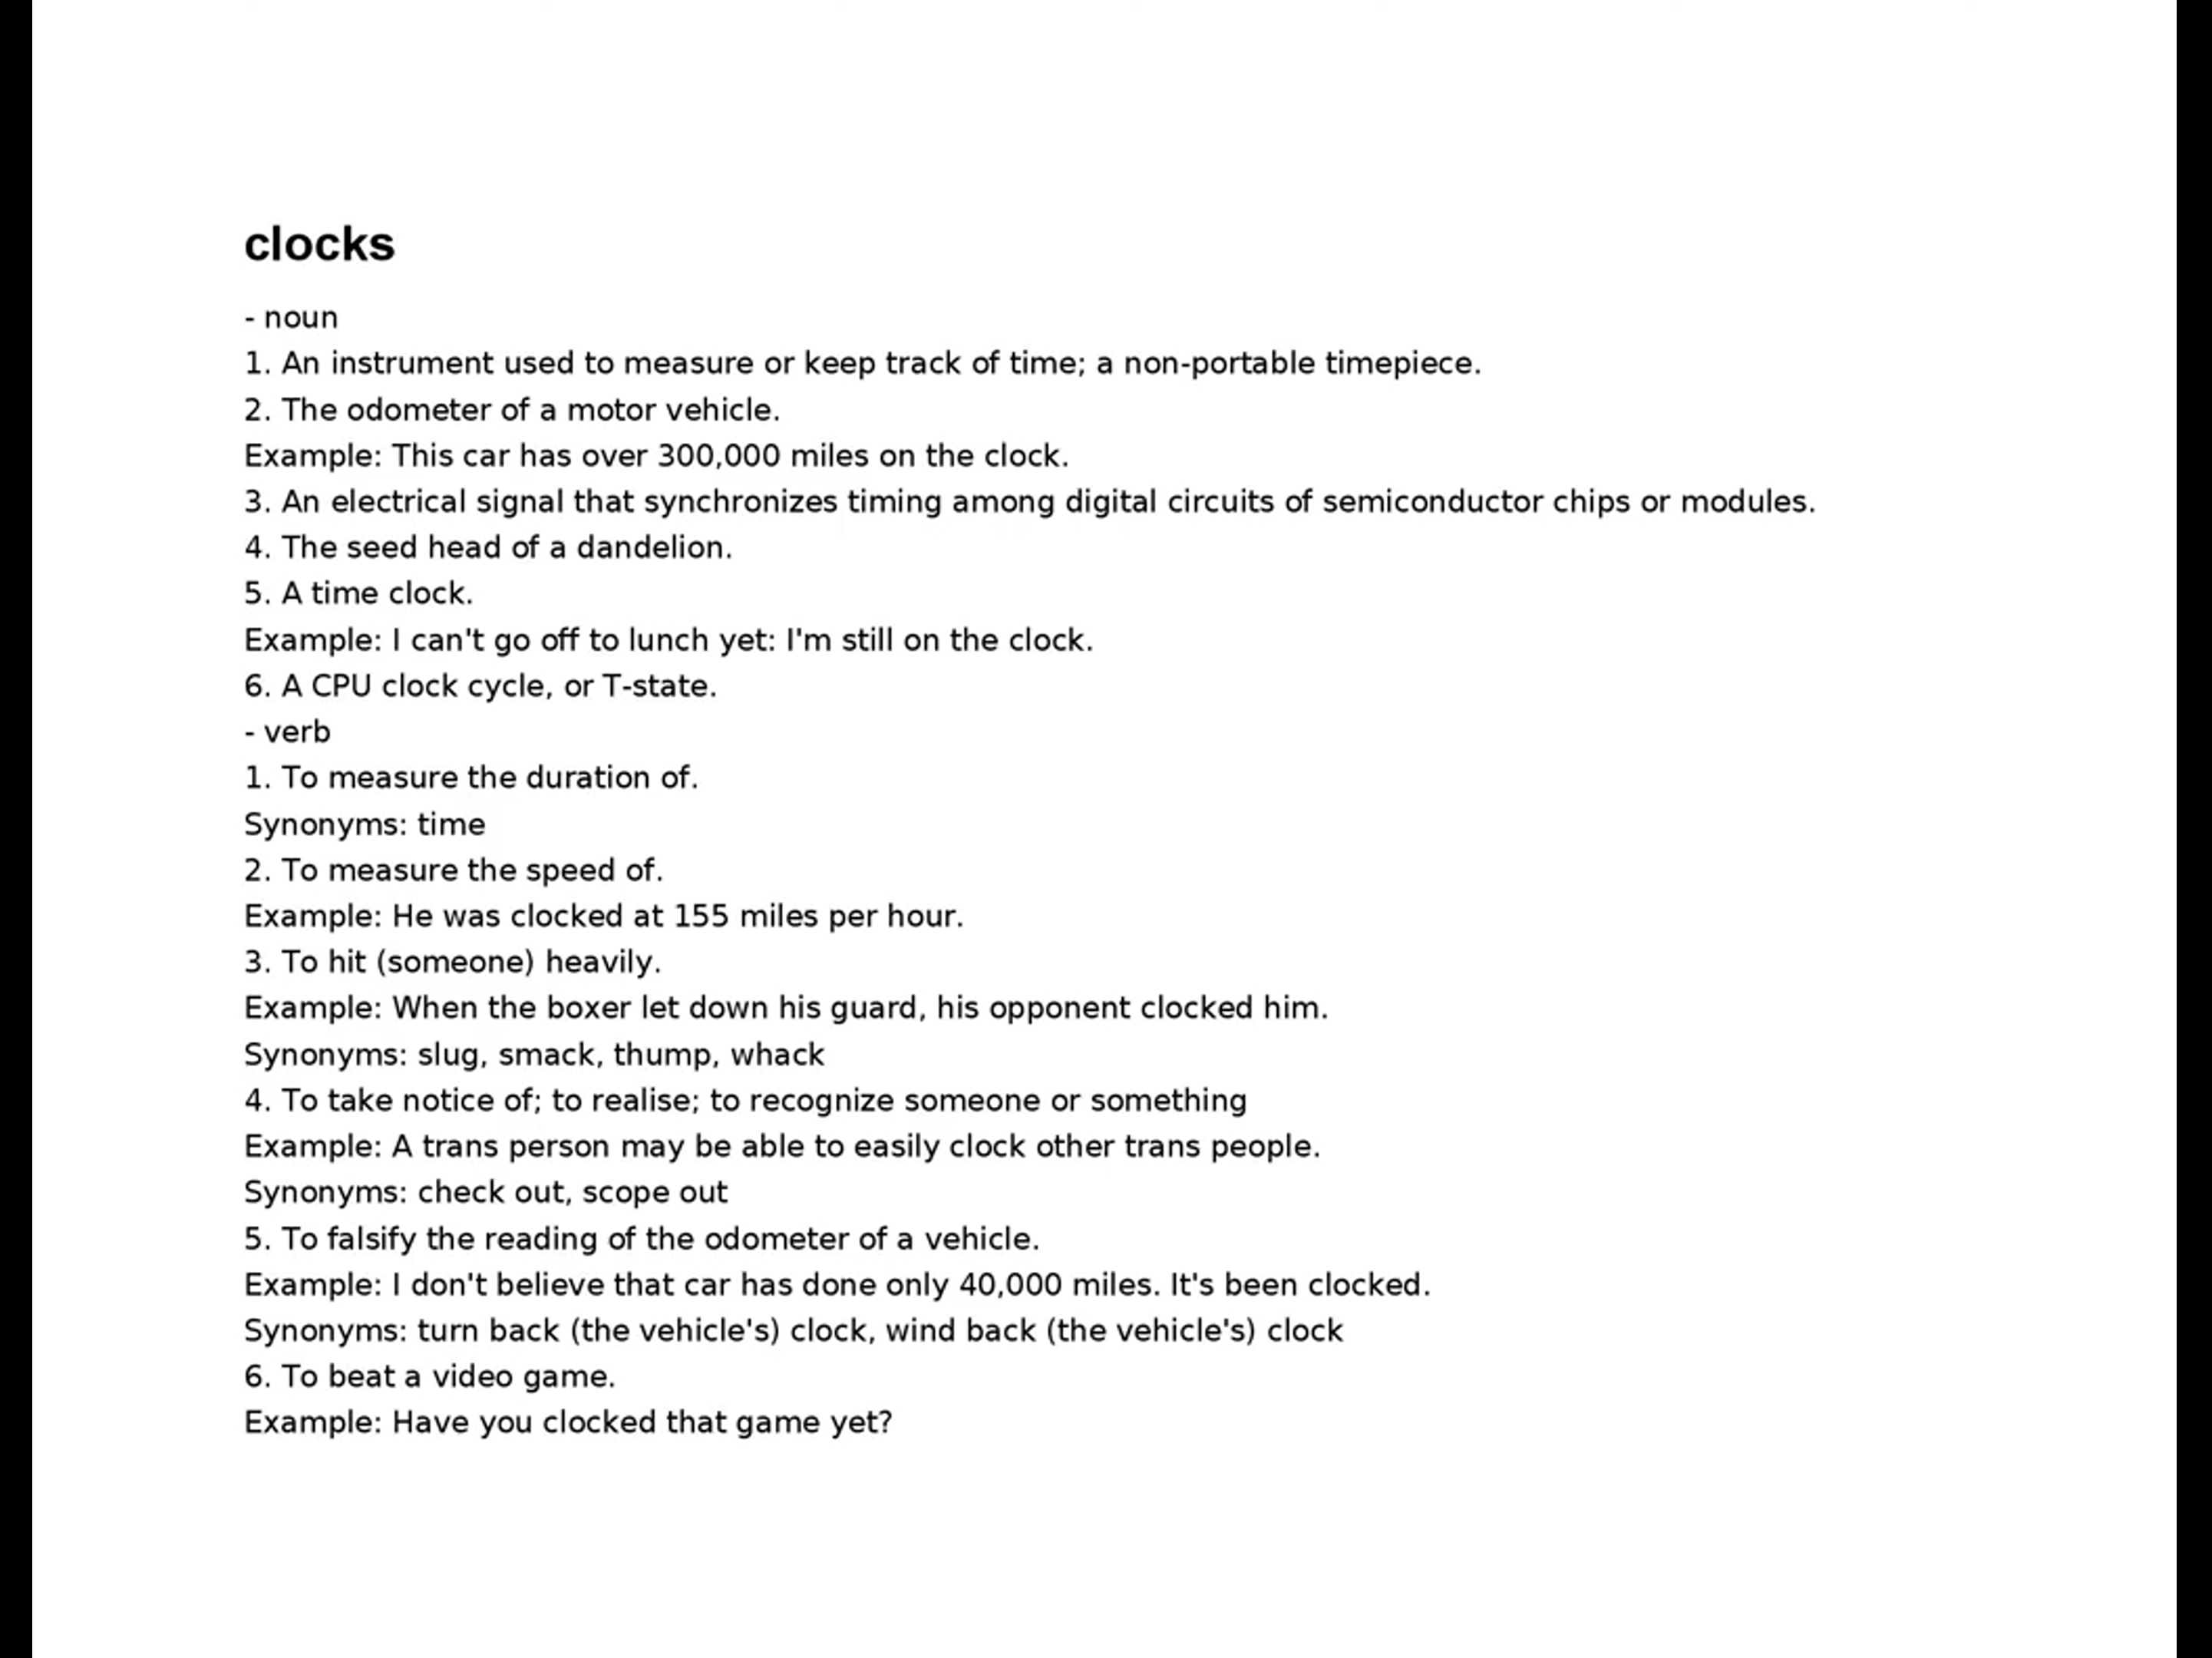 clocks
- noun
1. An instrument used to measure or keep track of time; a non-portable timepiece.
2. The odometer of a motor vehicle.
Example: This car has over 300,000 miles on the clock.
3. An electrical signal that synchronizes timing among digital circuits of semiconductor chips or modules.
4. The seed head of a dandelion.
5. A time clock.
Example: I can't go off to lunch yet: I'm still on the clock.
6. A CPU clock cycle, or T-state.
- verb
1. To measure the duration of.
Synonyms: time
2. To measure the speed of.
Example: He was clocked at 155 miles per hour.
3. To hit (someone) heavily.
Example: When the boxer let down his guard, his opponent clocked him.
Synonyms: slug, smack, thump, whack
4. To take notice of; to realise; to recognize someone or something
Example: A trans person may be able to easily clock other trans people.
Synonyms: check out, scope out
5. To falsify the reading of the odometer of a vehicle.
Example: I don't believe that car has done only 40,000 miles. It's been clocked.
Synonyms: turn back (the vehicle's) clock, wind back (the vehicle's) clock
6. To beat a video game.
Example: Have you clocked that game yet?